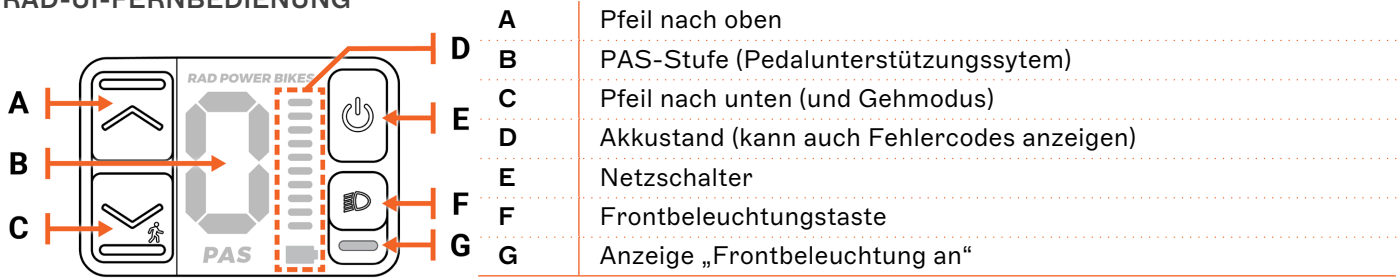 RAD-UI-FERNBEDIENUNG
A Pfeil nach oben
B PAS-Stufe (Pedalunterstützungssytem)
C Pfeil nach unten (und Gehmodus)
D Akkustand (kann auch Fehlercodes anzeigen)
E Netzschalter
F Frontbeleuchtungstaste
G Anzeige „Frontbeleuchtung an“
A
B
C
RAD POWER BIKES
0
PAS
D
E
F
G